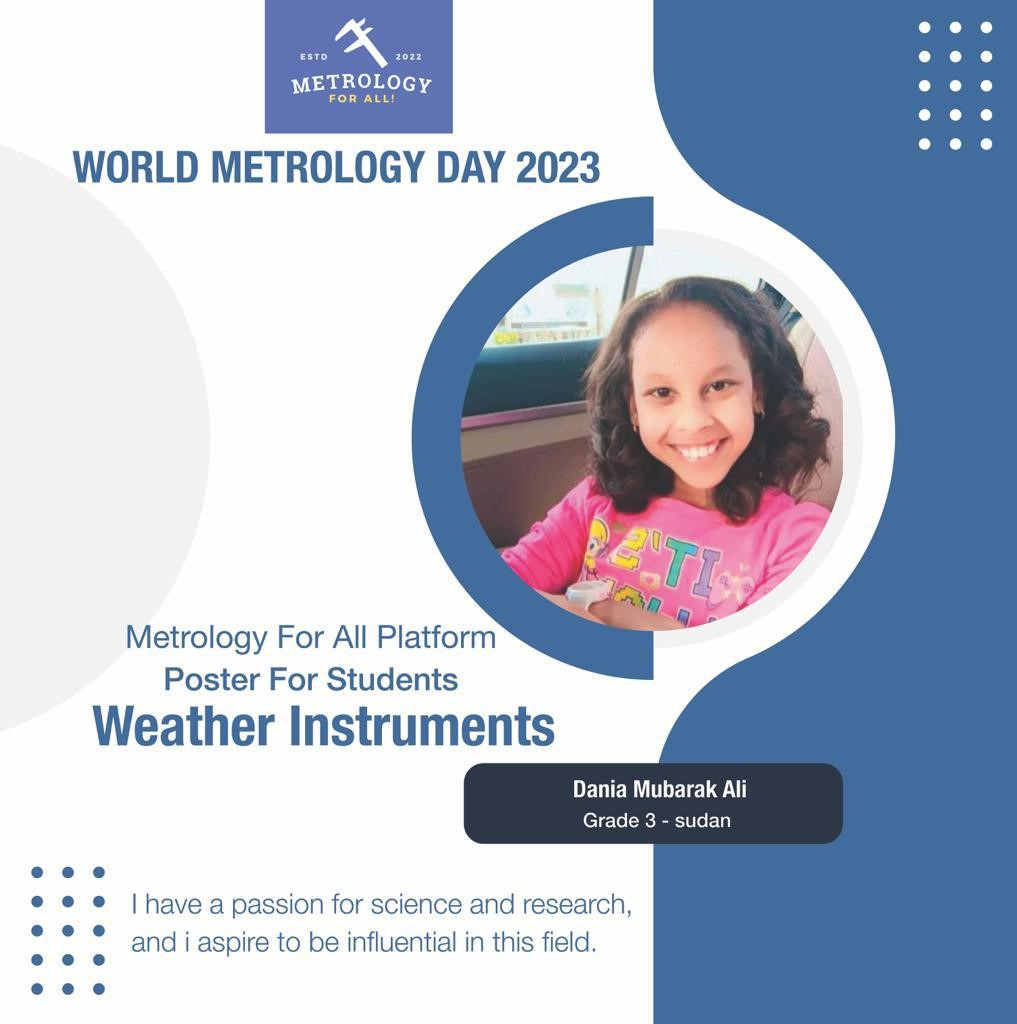 ESTD 2022
METROLOGY
FOR ALL!
WORLD METROLOGY DAY 2023
IT'S
Metrology For All Platform
Poster For Students
Weather Instruments
Dania Mubarak Ali
Grade 3 - sudan
I have a passion for science and research,
and i aspire to be influential in this field.